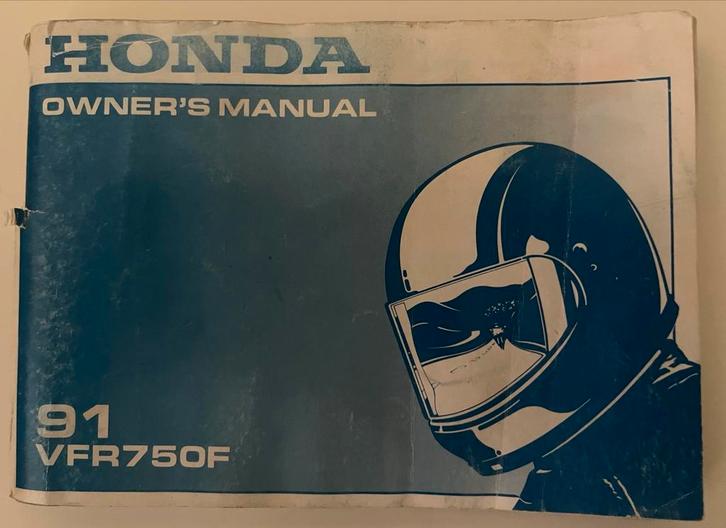 HONDA
OWNER'S MANUAL
91
VFR750F